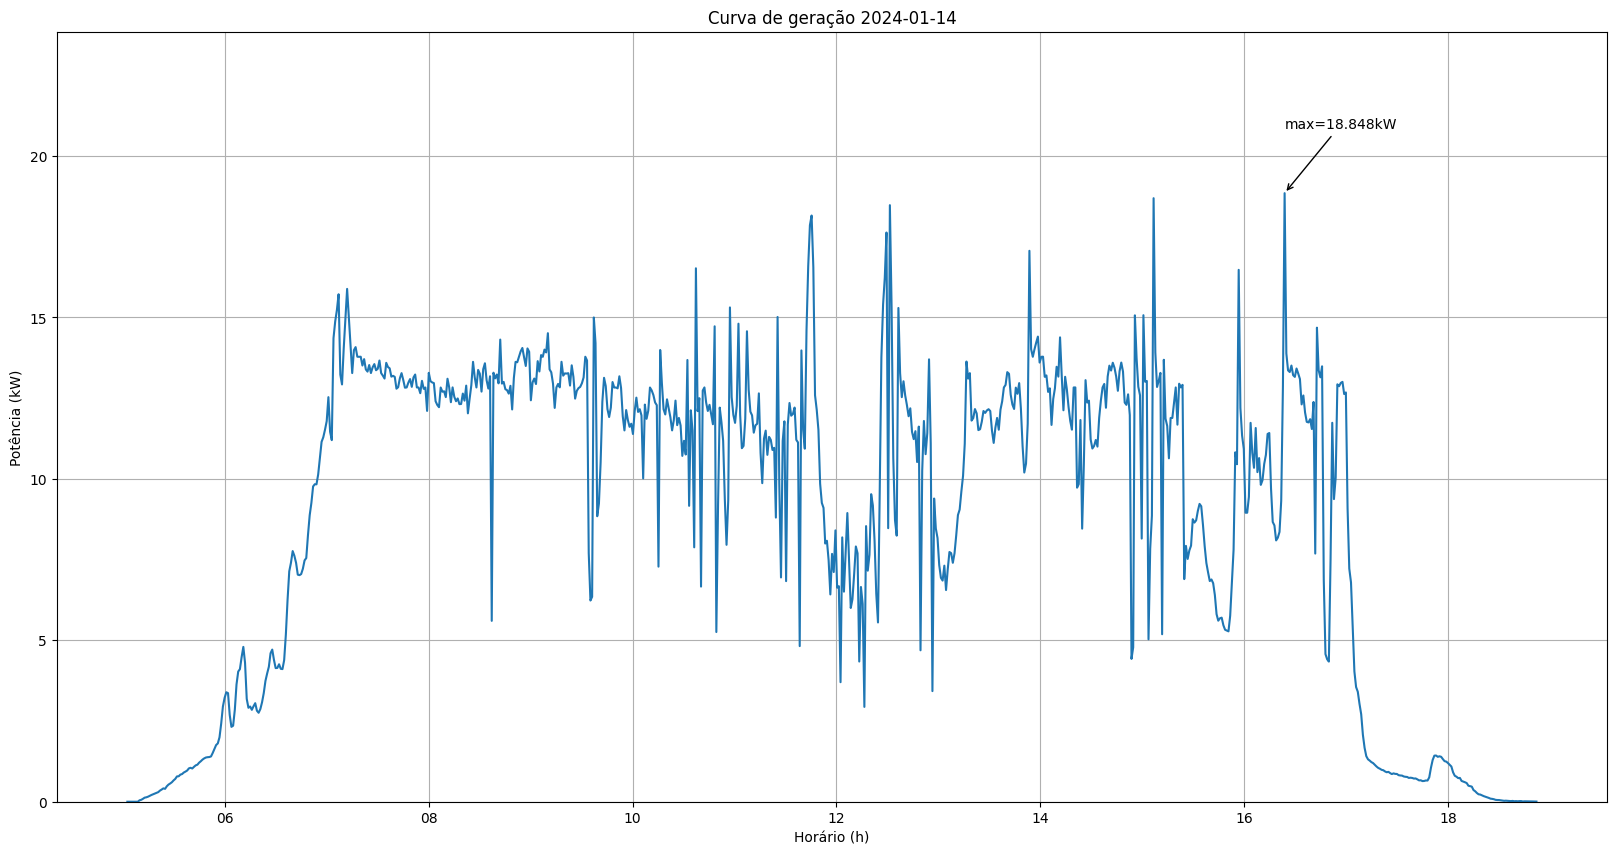 Curva de geração 2024-01-14
max=18.848kW
Potência (kW)
20
15
10
5
0
06 08 10 12 14 16 18
Horário (h)